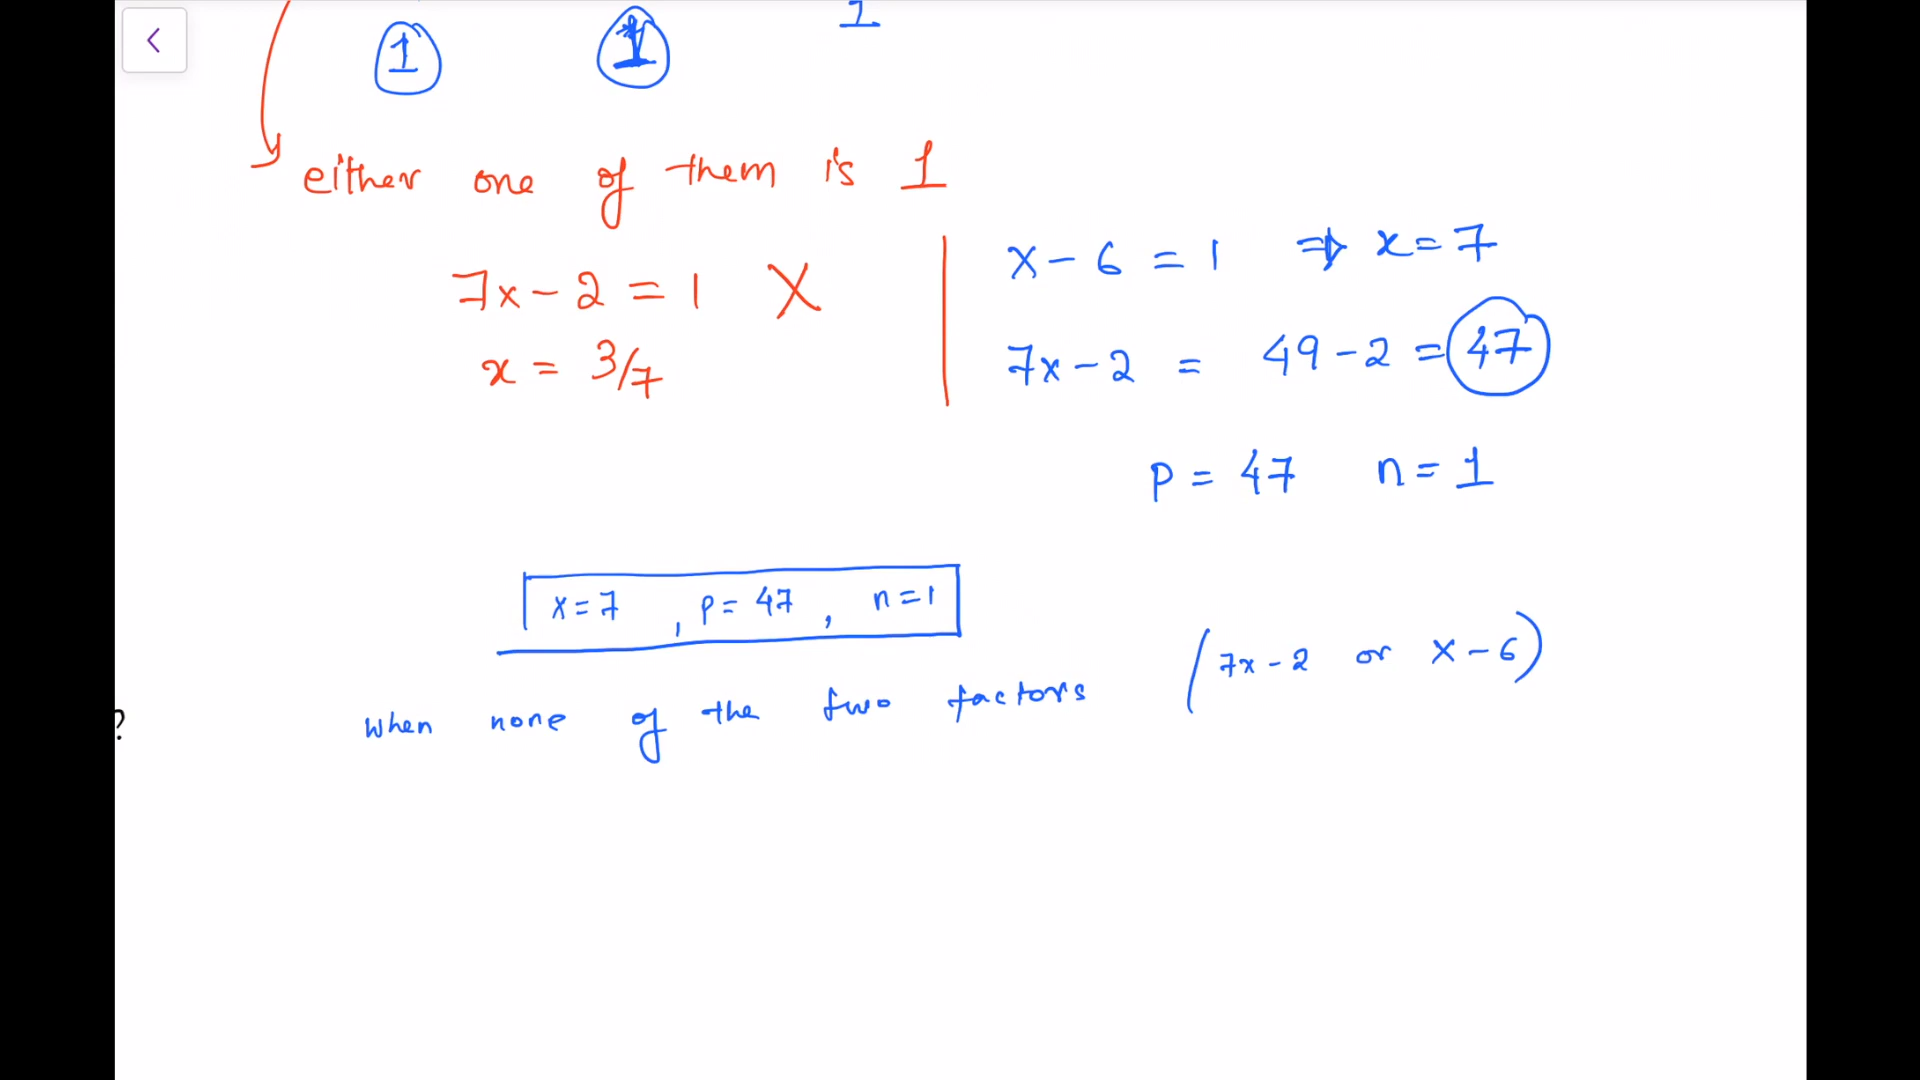 1 1 1
either one of them is 1
7x - 2 = 1 X
x = 3/7
x - 6 = 1 ⇒ x = 7
7x - 2 = 49 - 2 = 47
P = 47 n = 1
x = 7 , p = 47 , n = 1
when none of the two factors (7x - 2 or x - 6)
?